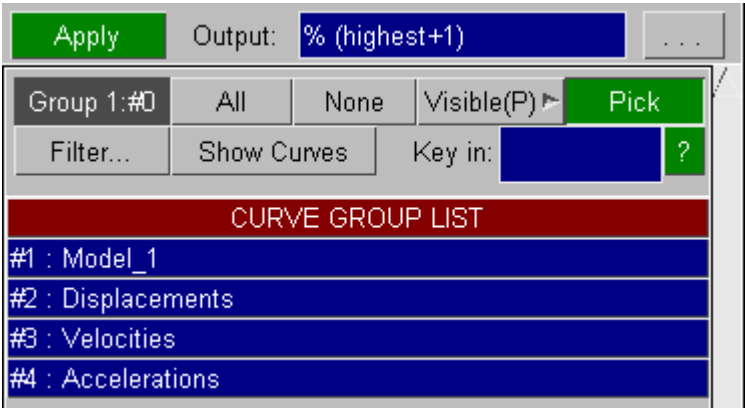 Apply Output: % (highest+1) ...
Group 1:#0 All None Visible(P) Pick
Filter... Show Curves Key in: ?
CURVE GROUP LIST
#1 : Model_1
#2 : Displacements
#3 : Velocities
#4 : Accelerations